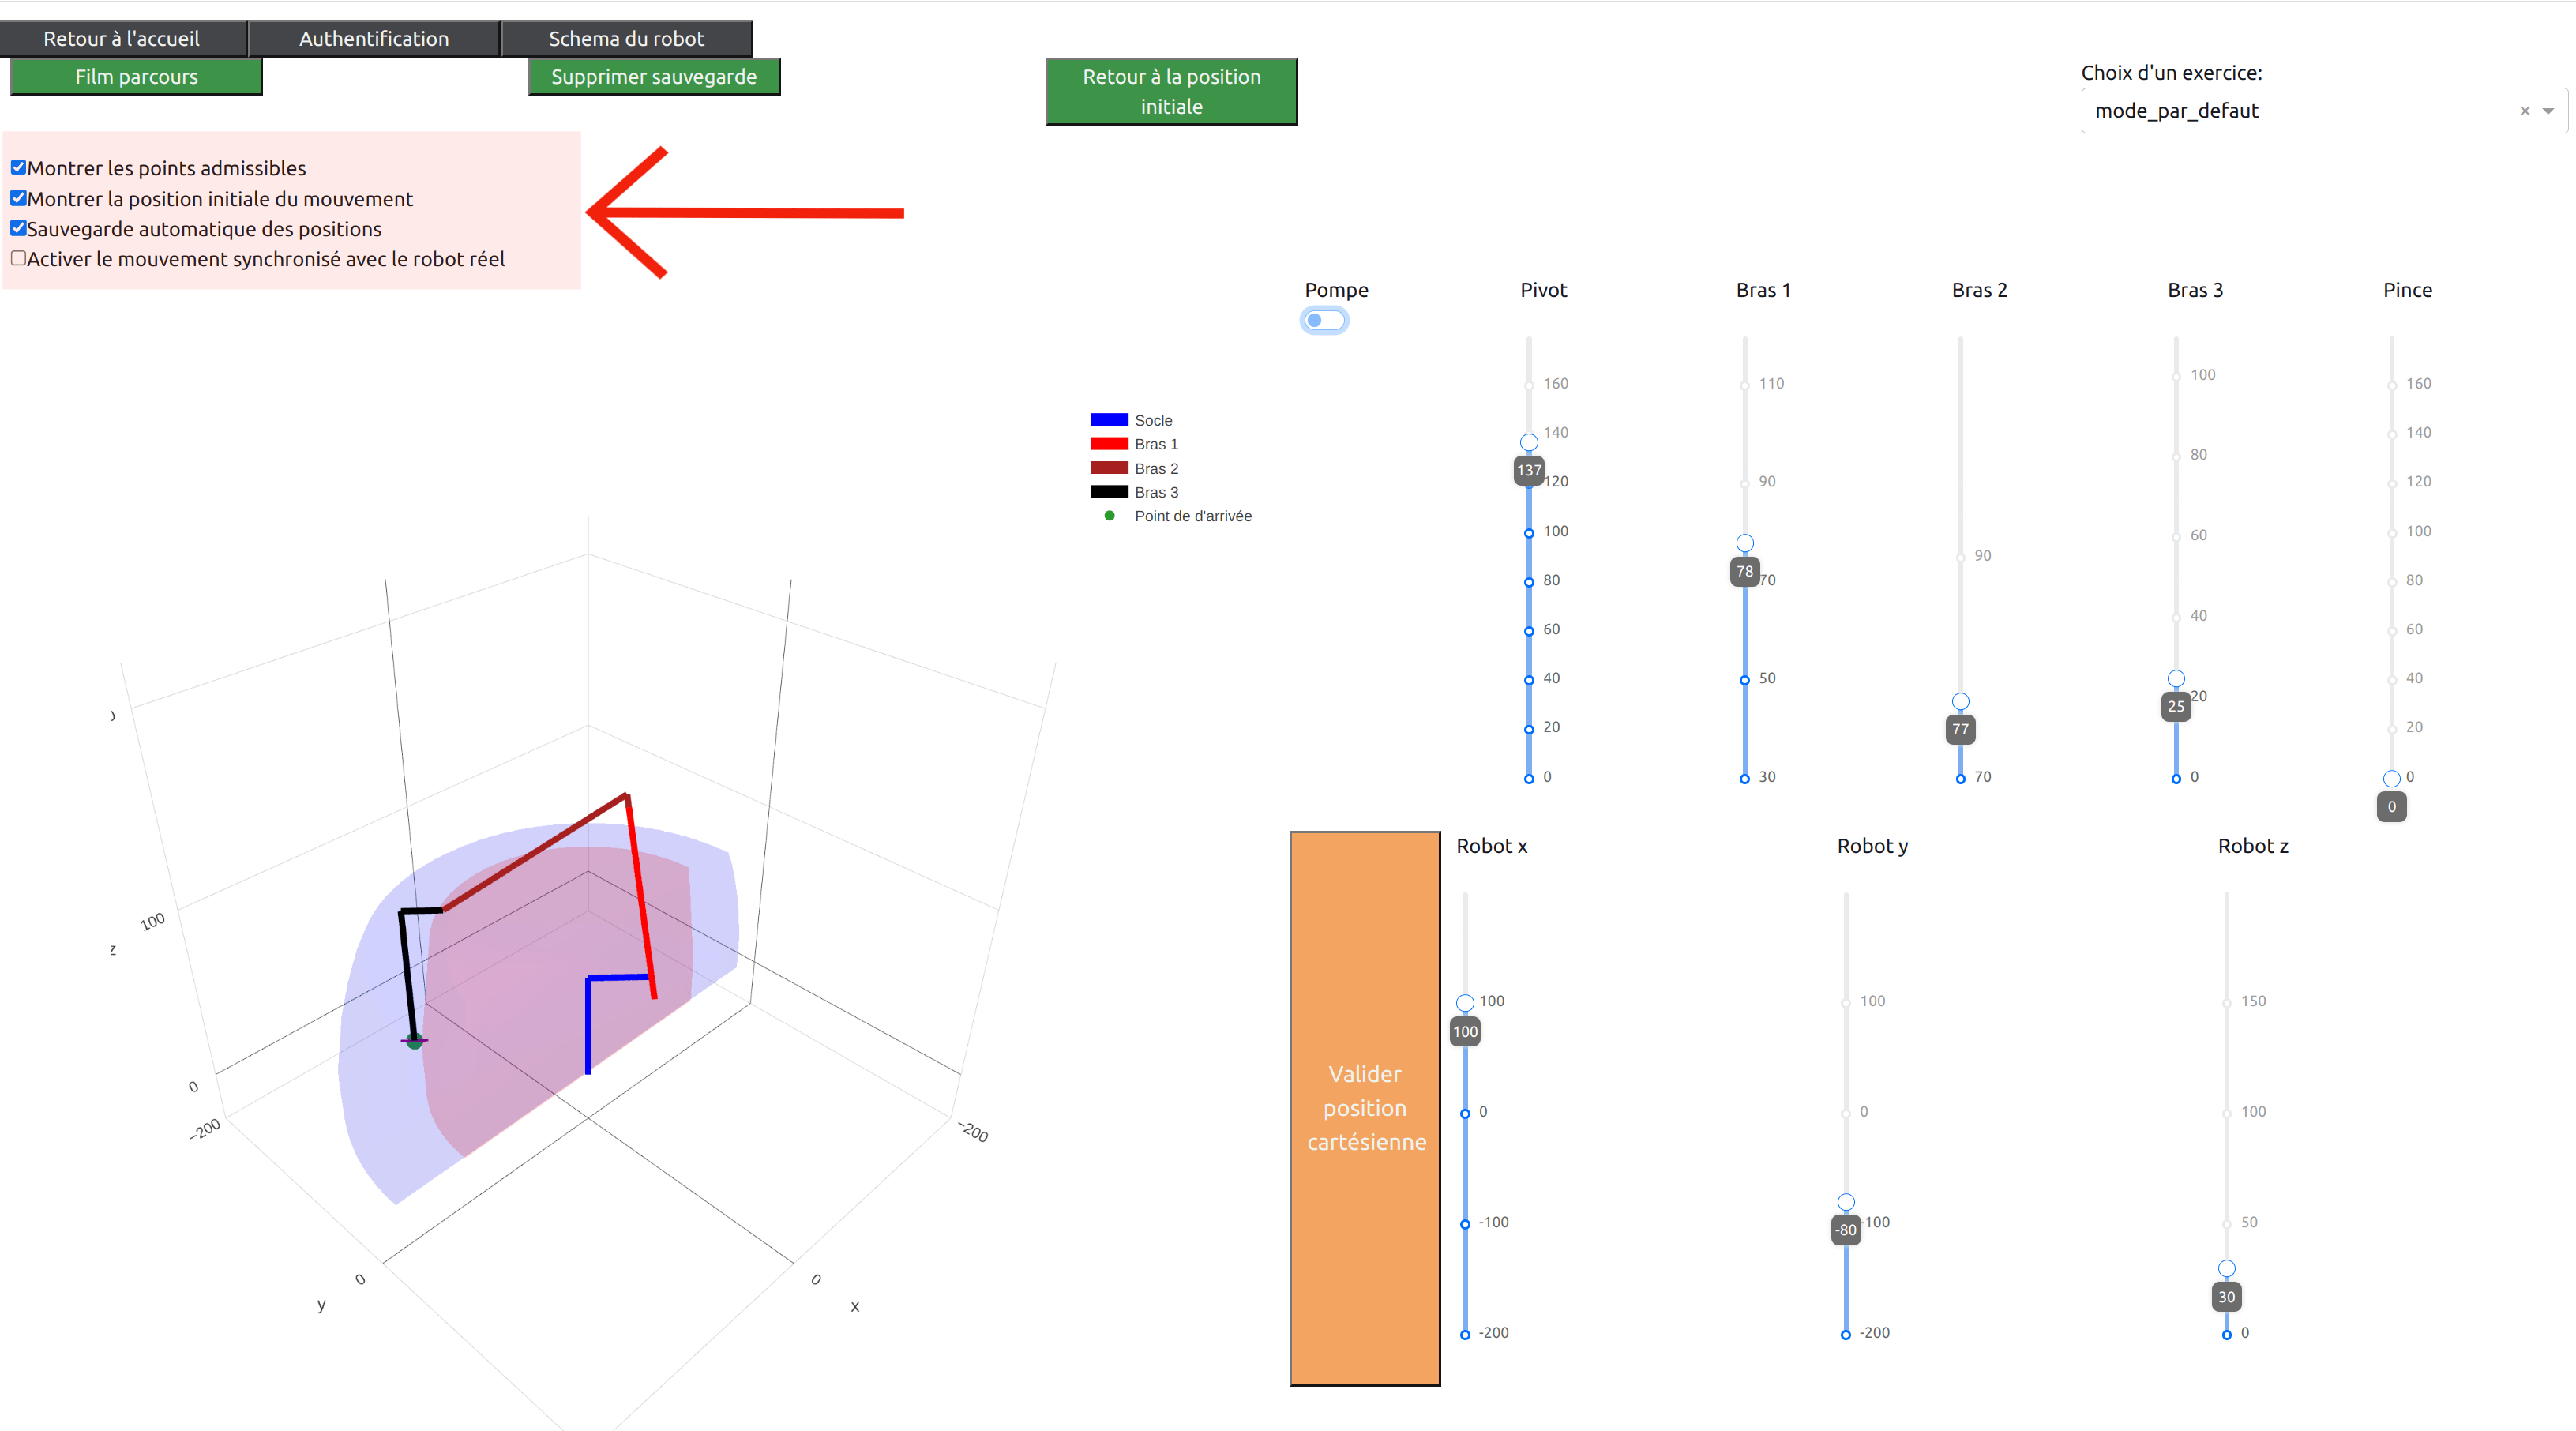 Retour à l'accueil
Authentification
Schema du robot
Film parcours
Supprimer sauvegarde
Retour à la position
initiale
Choix d'un exercice:
mode_par_defaut
Montrer les points admissibles
Montrer la position initiale du mouvement
Sauvegarde automatique des positions
Activer le mouvement synchronisé avec le robot réel
Pompe
Pivot
Bras 1
Bras 2
Bras 3
Pince
160
140
137
120
100
80
60
40
20
0
110
90
78
70
50
30
90
77
70
100
80
60
40
25
20
0
160
140
120
100
80
60
40
20
0
0
Socle
Bras 1
Bras 2
Bras 3
Point de d'arrivée
100
z
0
−200
−200
0
0
y
x
Valider
position
cartésienne
Robot x
Robot y
Robot z
100
100
0
-100
-200
100
0
-80
-100
-200
150
100
50
30
0